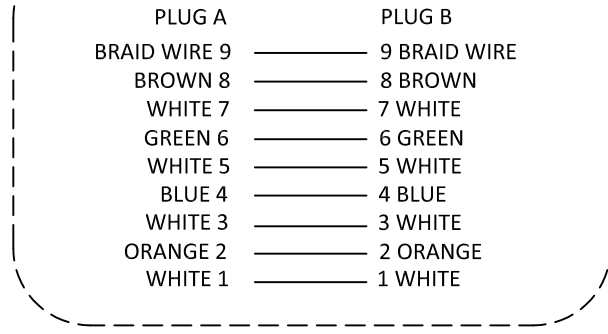 PLUG A PLUG B
BRAID WIRE 9 9 BRAID WIRE
BROWN 8 8 BROWN
WHITE 7 7 WHITE
GREEN 6 6 GREEN
WHITE 5 5 WHITE
BLUE 4 4 BLUE
WHITE 3 3 WHITE
ORANGE 2 2 ORANGE
WHITE 1 1 WHITE